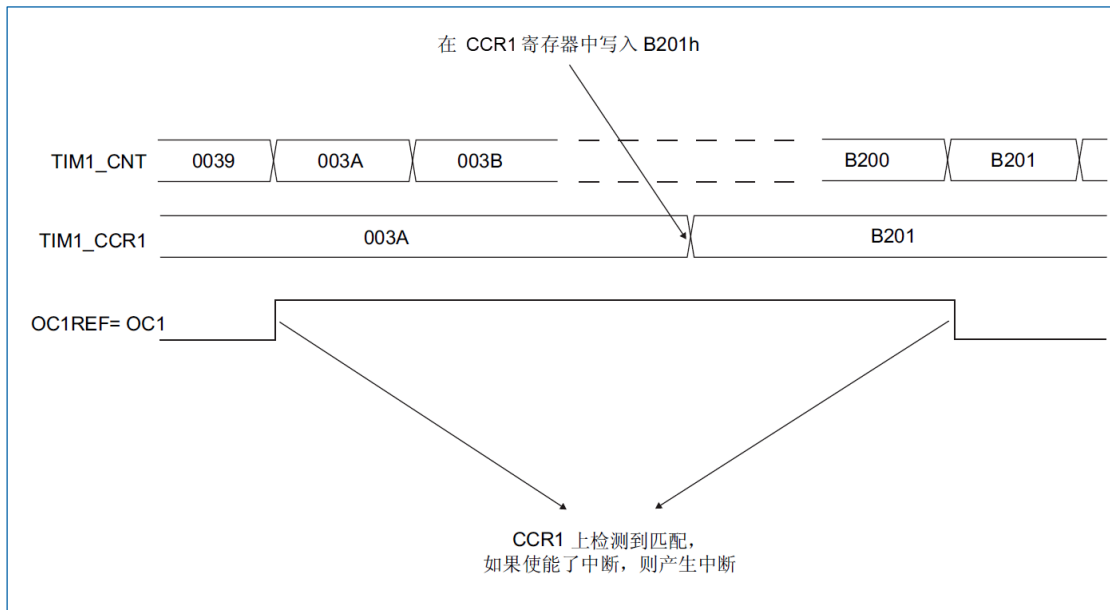 在 CCR1 寄存器中写入 B201h
TIM1_CNT 0039 003A 003B B200 B201
TIM1_CCR1 003A B201
OC1REF= OC1
CCR1 上检测到匹配,
如果使能了中断，则产生中断